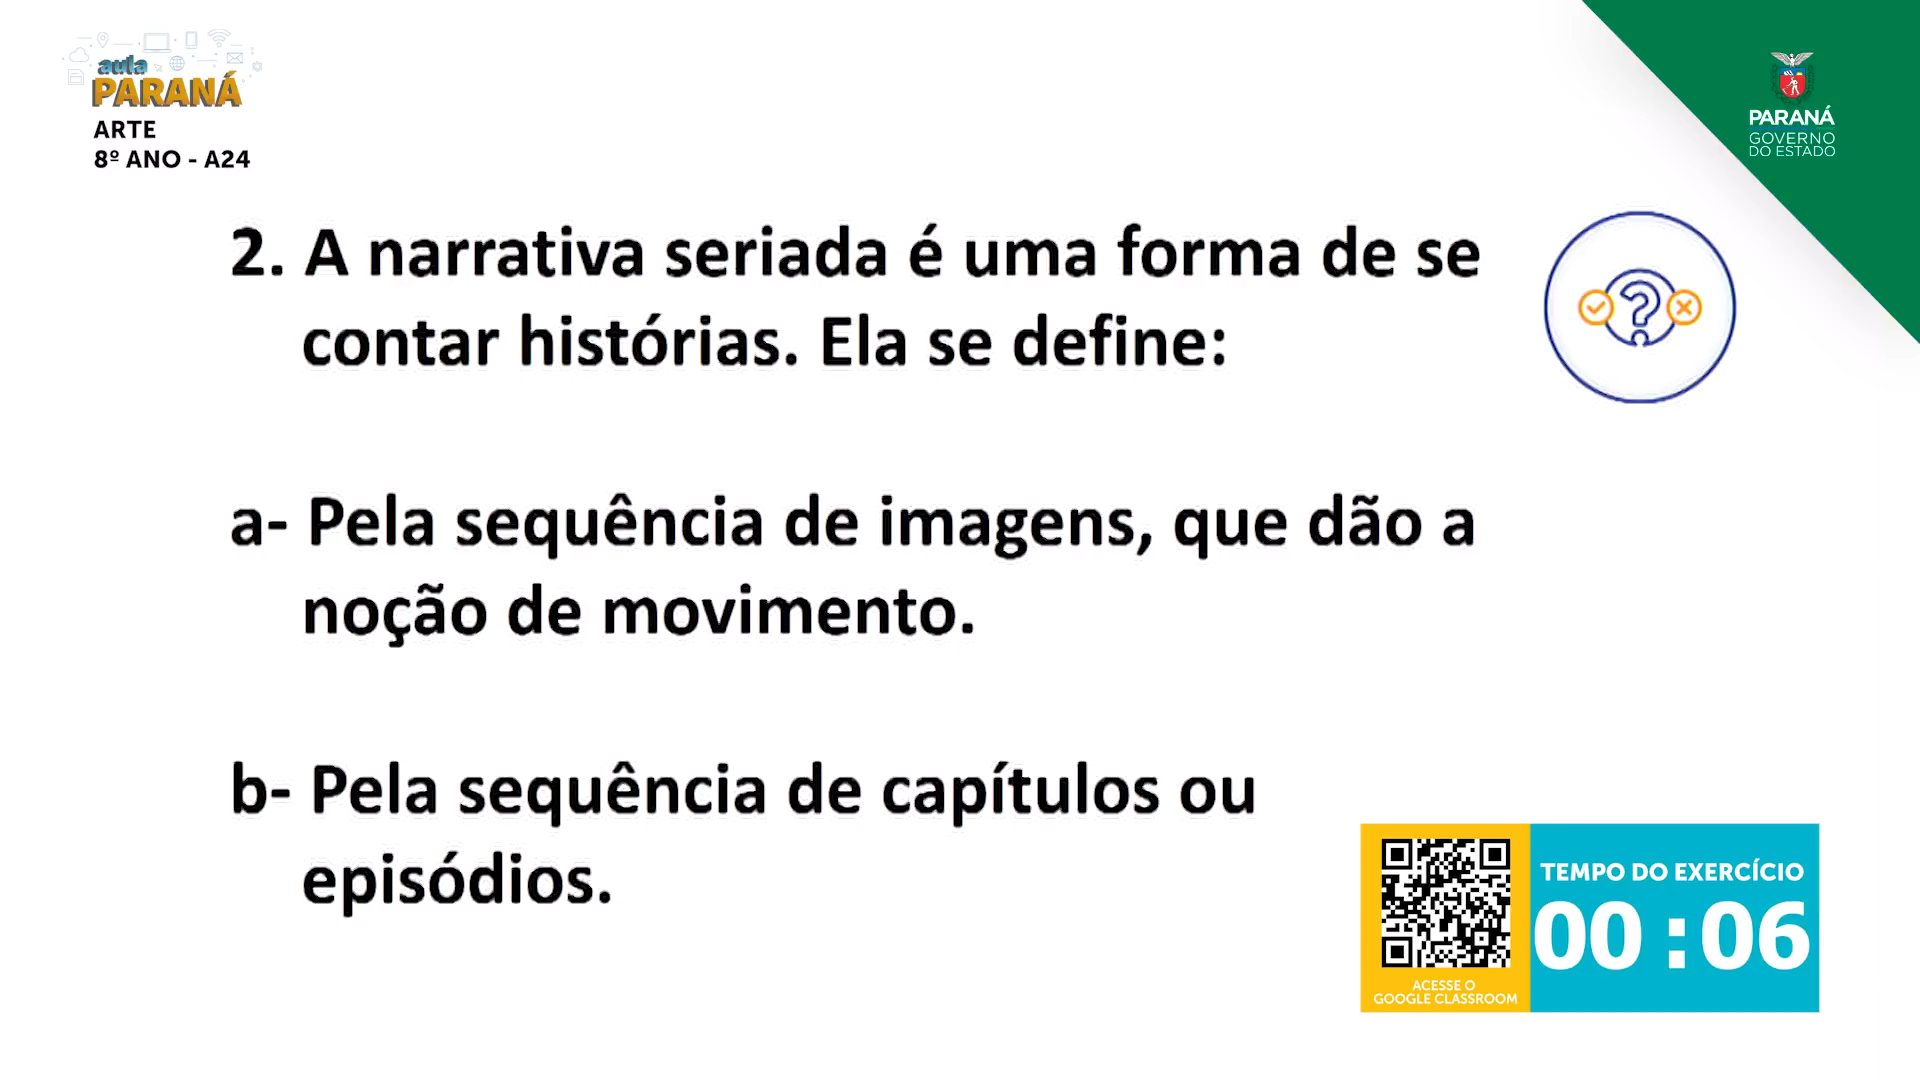 aula
PARANÁ
ARTE
8º ANO - A24
PARANÁ
GOVERNO
DO ESTADO
2. A narrativa seriada é uma forma de se
contar histórias. Ela se define:
a- Pela sequência de imagens, que dão a
noção de movimento.
b- Pela sequência de capítulos ou
episódios.
TEMPO DO EXERCÍCIO
00:06
ACESSE O
GOOGLE CLASSROOM